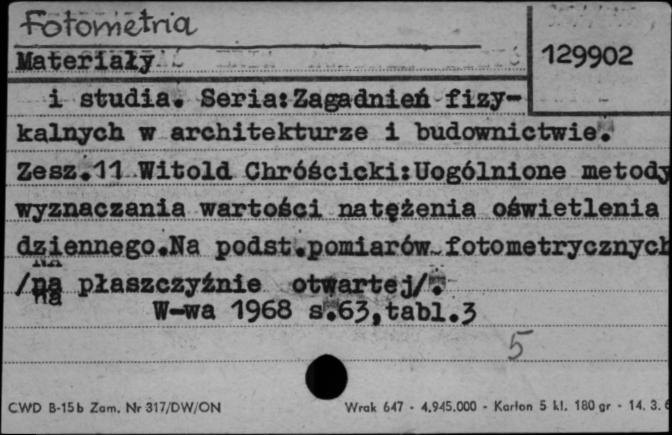 Fotometria
129902
Materiały
i studia. Seria:Zagadnień fizy-
kalnych w architekturze i budownictwie.
Zesz.11 Witold Chróścicki:Uogólnione metody
wyznaczania wartości natężenia oświetlenia
dziennego.Na podst.pomiarów fotometrycznych
/na płaszczyźnie otwartej/.
W-wa 1968 s.63,tabl.3
5
CWD B-15b Zam. Nr 317/DW/ON
Wrak 647 - 4.945.000 - Karton 5 kl. 180 gr - 14. 3.